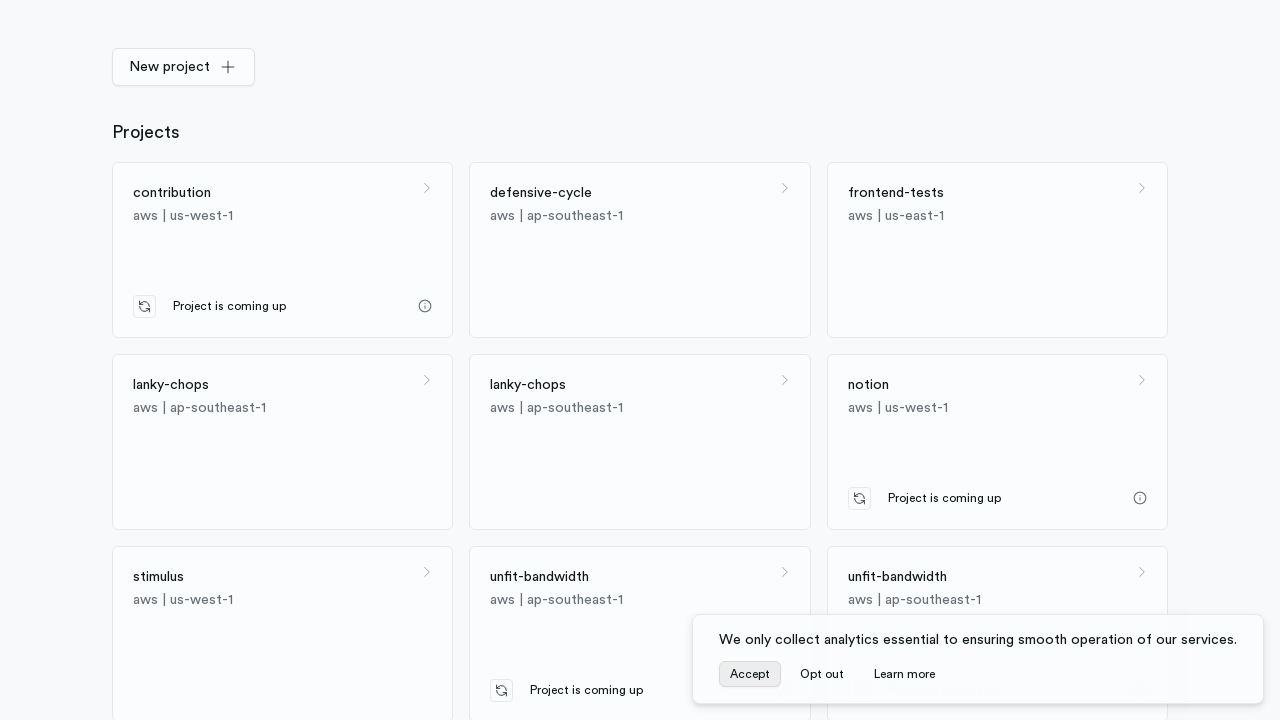 New project
Projects
contribution
aws | us-west-1
Project is coming up
defensive-cycle
aws | ap-southeast-1
frontend-tests
aws | us-east-1
lanky-chops
aws | ap-southeast-1
lanky-chops
aws | ap-southeast-1
notion
aws | us-west-1
Project is coming up
stimulus
aws | us-west-1
unfit-bandwidth
aws | ap-southeast-1
Project is coming up
unfit-bandwidth
aws | ap-southeast-1
We only collect analytics essential to ensuring smooth operation of our services.
Accept Opt out Learn more